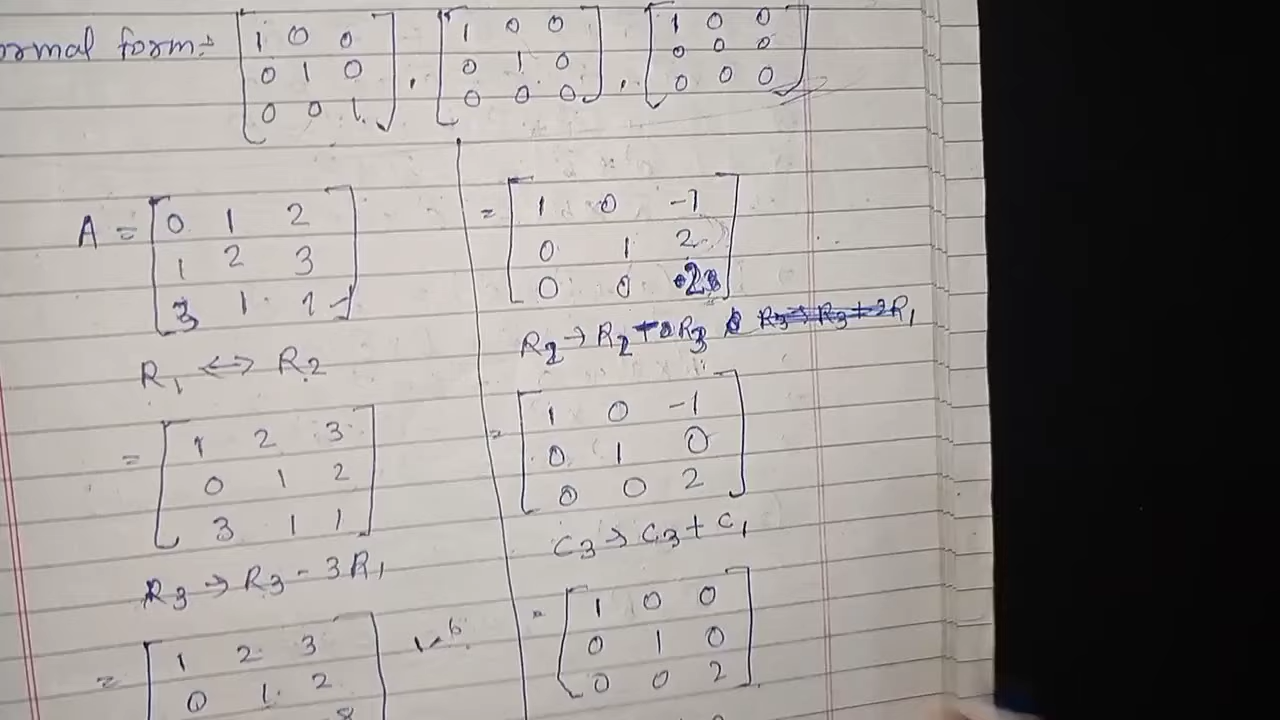 ormal form:- [1 0 0 , [1 0 0 , [1 0 0
0 1 0 0 1 0 0 0 0
0 0 1] 0 0 0] 0 0 0]
A = [0 1 2
1 2 3
3 1 1]
R1 ↔ R2
= [1 2 3
0 1 2
3 1 1]
R3 → R3 - 3R1
= [1 2 3
0 1 2
8
1-6
= [1 0 -1
0 1 2
0 0 2]
R2 → R2 - R3
= [1 0 -1
0 1 0
0 0 2]
C3 → C3 + C1
= [1 0 0
0 1 0
0 0 2]